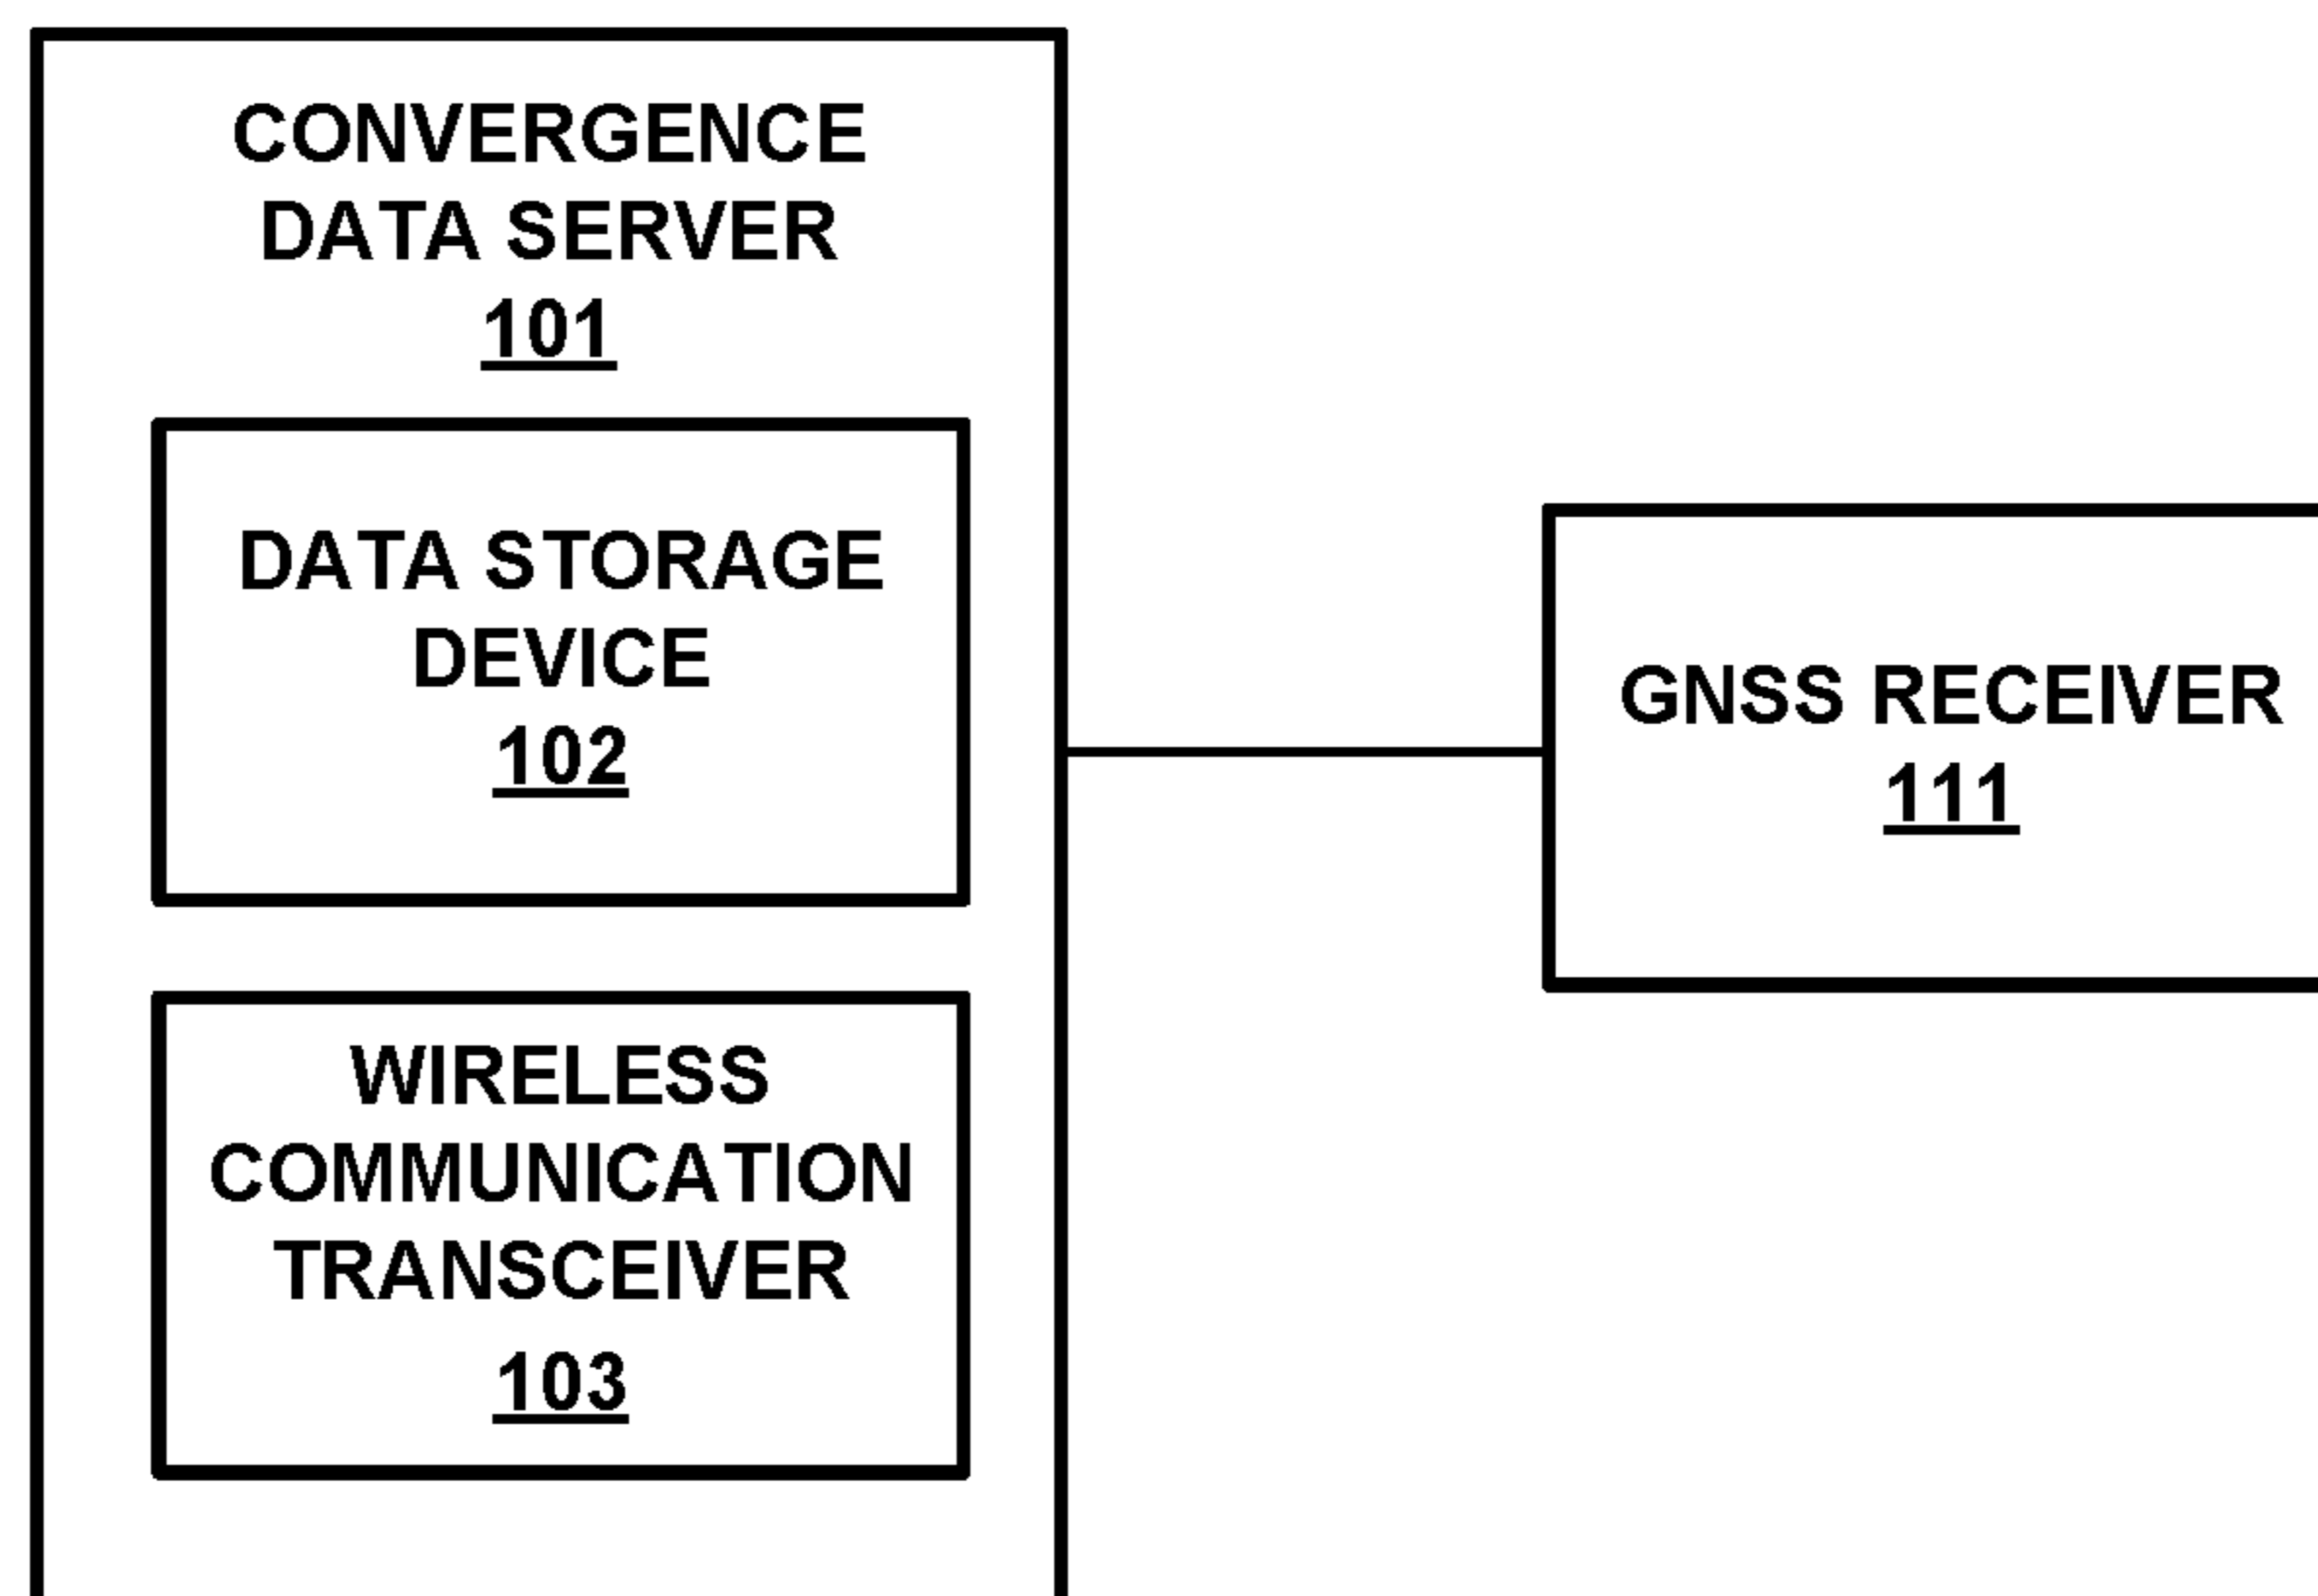 CONVERGENCE
DATA SERVER
101
DATA STORAGE
DEVICE
102
WIRELESS
COMMUNICATION
TRANSCEIVER
103
GNSS RECEIVER
111